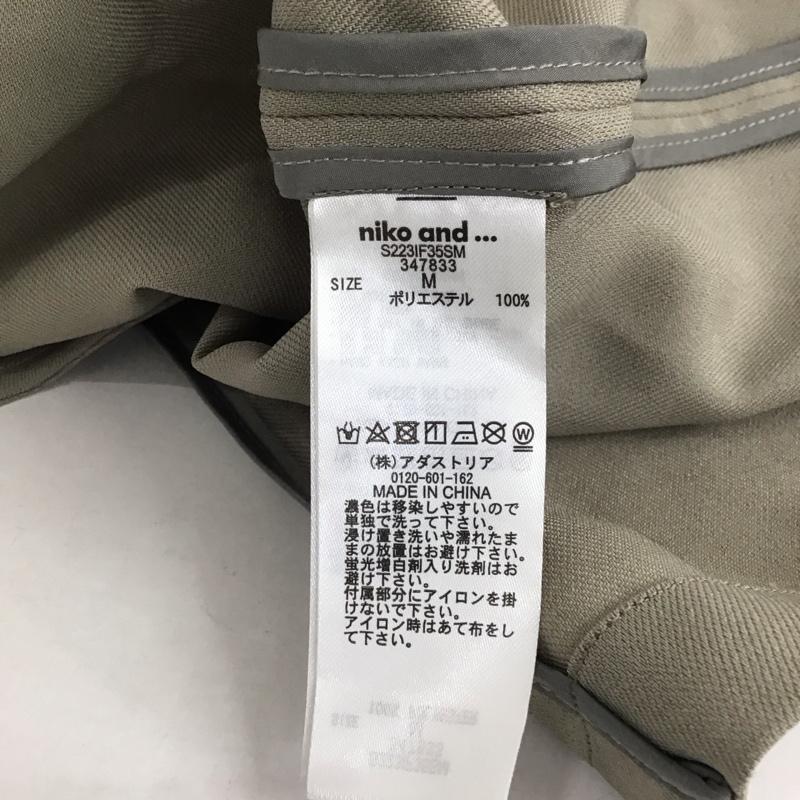 niko and ...
S223IF35SM
347833
SIZE M
ポリエステル 100%
(株)アダストリア
0120-601-162
MADE IN CHINA
濃色は移染しやすいので
単独で洗って下さい。
浸け置き洗いや濡れたま
まの放置はお避け下さい。
蛍光増白剤入り洗剤はお
避け下さい。
付属部分にアイロンを掛
けないで下さい。
アイロン時はあて布をし
て下さい。